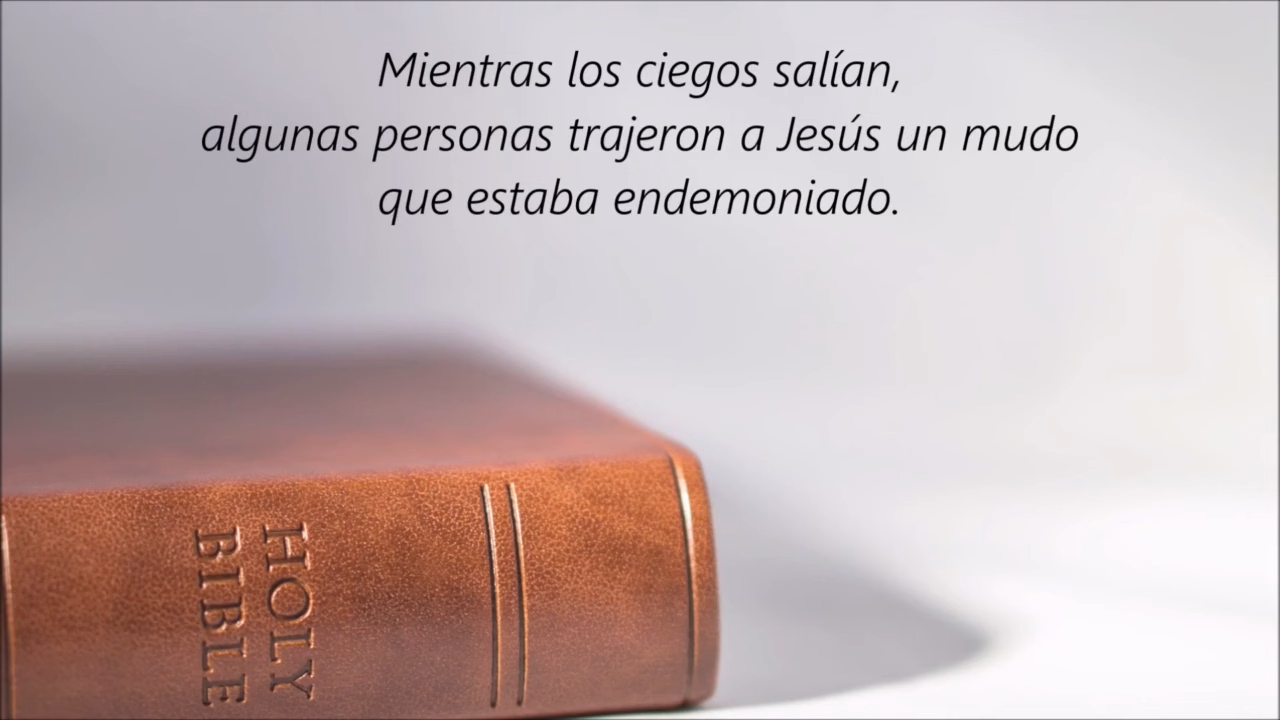 Mientras los ciegos salían,
algunas personas trajeron a Jesús un mudo
que estaba endemoniado.
HOLY
BIBLE